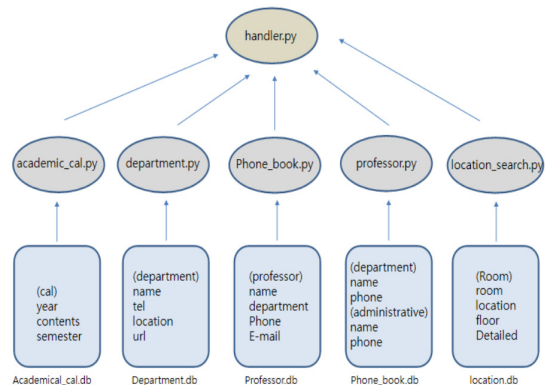 handler.py
academic_cal.py
department.py
Phone_book.py
professor.py
location_search.py
(cal)
year
contents
semester
(department)
name
tel
location
url
(professor)
name
department
Phone
E-mail
(department)
name
phone
(administrative)
name
phone
(Room)
room
location
floor
Detailed
Academical_cal.db
Department.db
Professor.db
Phone_book.db
location.db